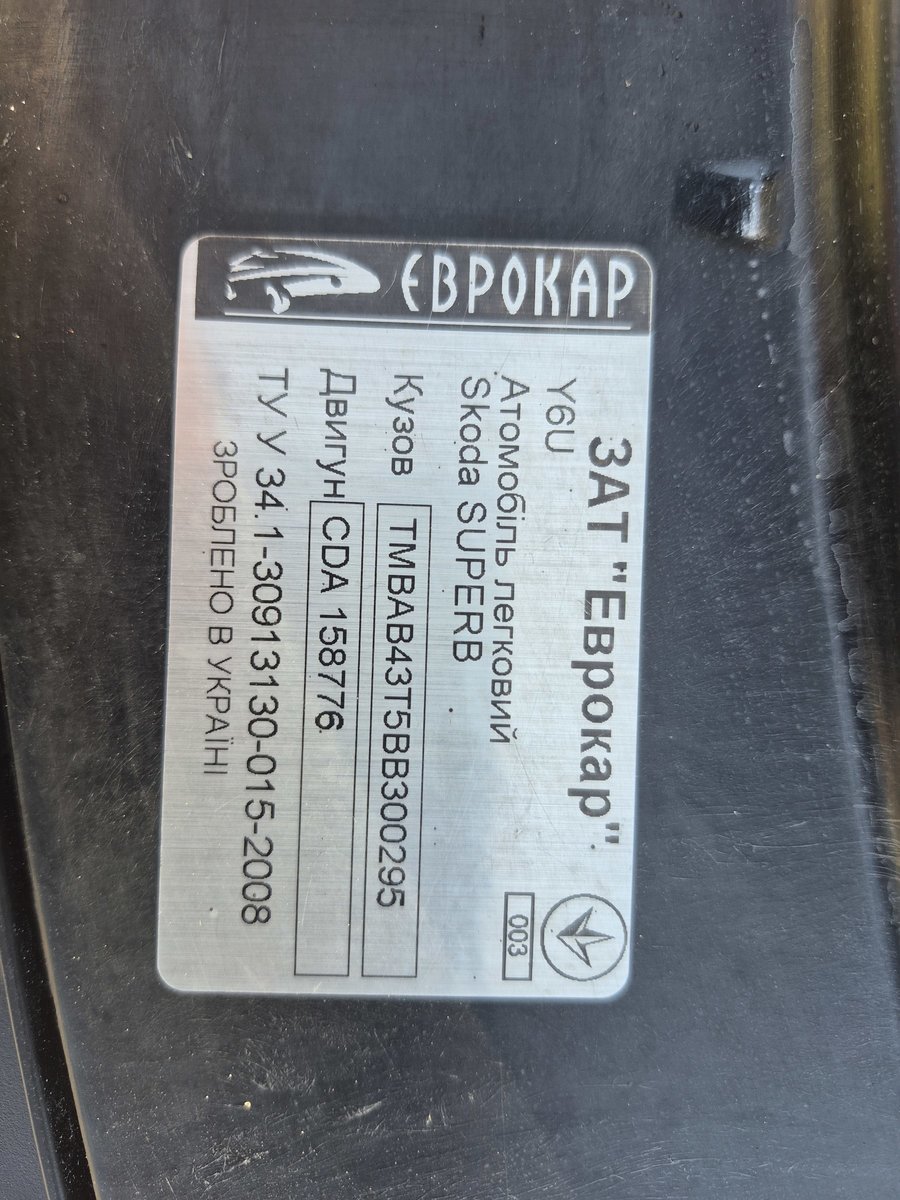 ЄВРОКАР
ЗАТ "Еврокар"
Y6U
Атомобіль легковий
003
Skoda SUPERB
Кузов TMBAB43T5BB300295
Двигун CDA 158776
ТУ У 34.1-30913130-015-2008
ЗРОБЛЕНО В УКРАЇНІ